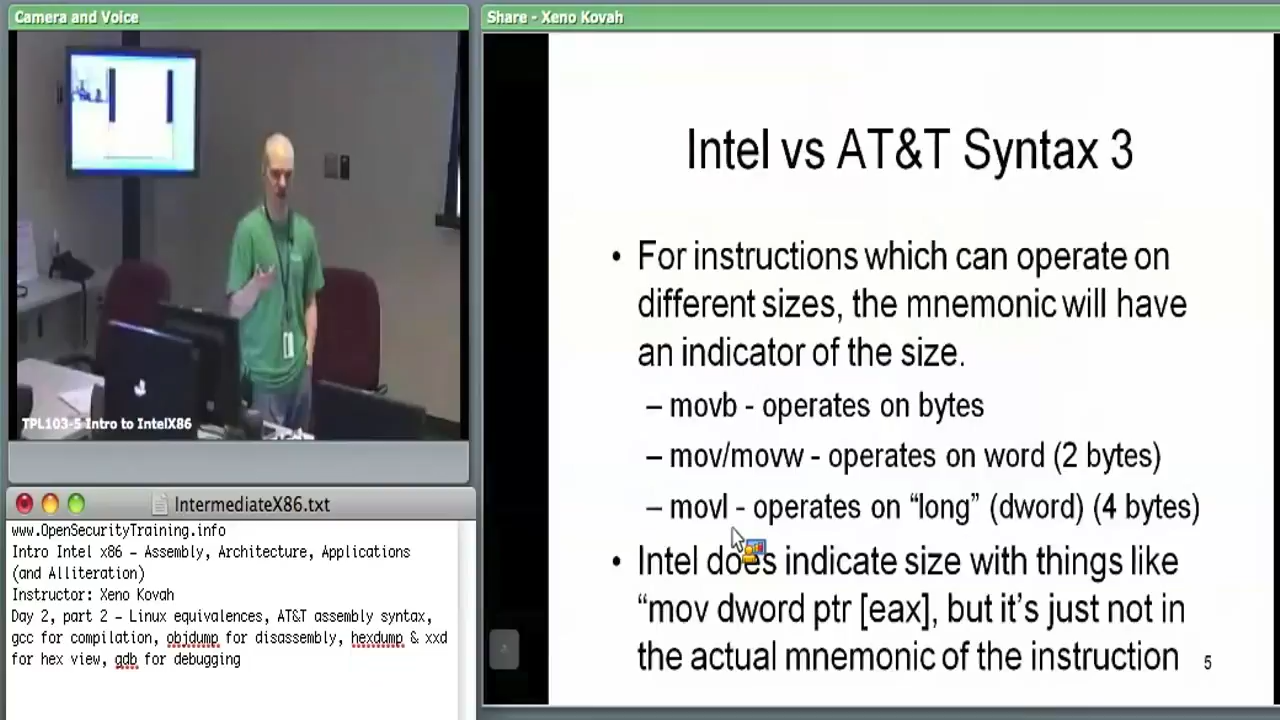 Camera and Voice
TPL103-5 Intro to IntelX86
IntermediateX86.txt
www.OpenSecurityTraining.info
Intro Intel x86 – Assembly, Architecture, Applications
(and Alliteration)
Instructor: Xeno Kovah
Day 2, part 2 – Linux equivalences, AT&T assembly syntax,
gcc for compilation, objdump for disassembly, hexdump & xxd
for hex view, gdb for debugging
Share - Xeno Kovah
Intel vs AT&T Syntax 3
• For instructions which can operate on
different sizes, the mnemonic will have
an indicator of the size.
– movb - operates on bytes
– mov/movw - operates on word (2 bytes)
– movl - operates on “long” (dword) (4 bytes)
• Intel does indicate size with things like
“mov dword ptr [eax], but it’s just not in
the actual mnemonic of the instruction
5